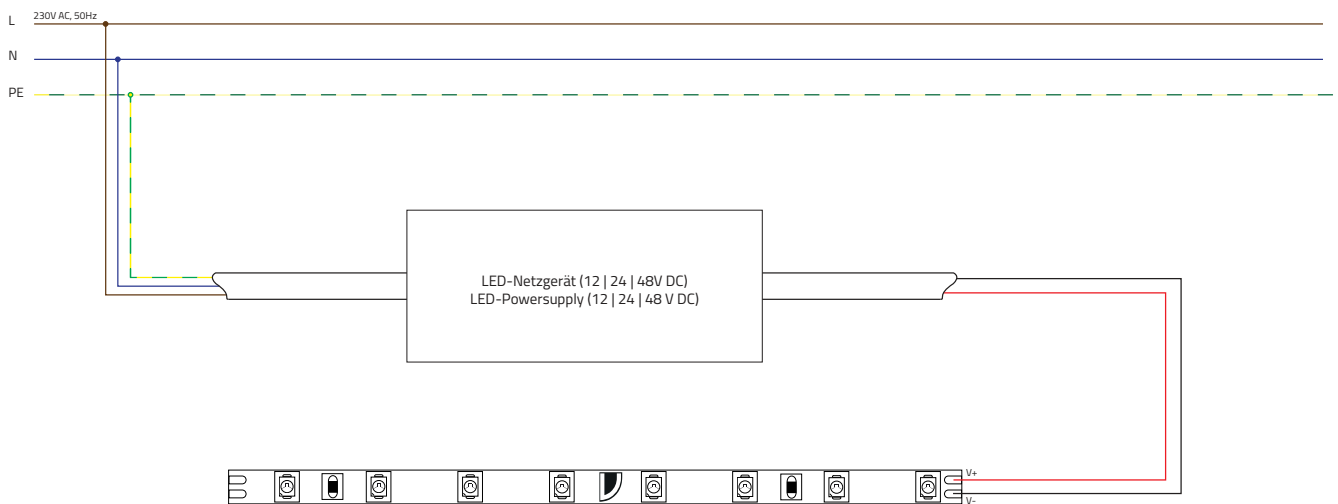 L 230V AC, 50Hz
N
PE
LED-Netzgerät (12 | 24 | 48V DC)
LED-Powersupply (12 | 24 | 48 V DC)
V+
V-